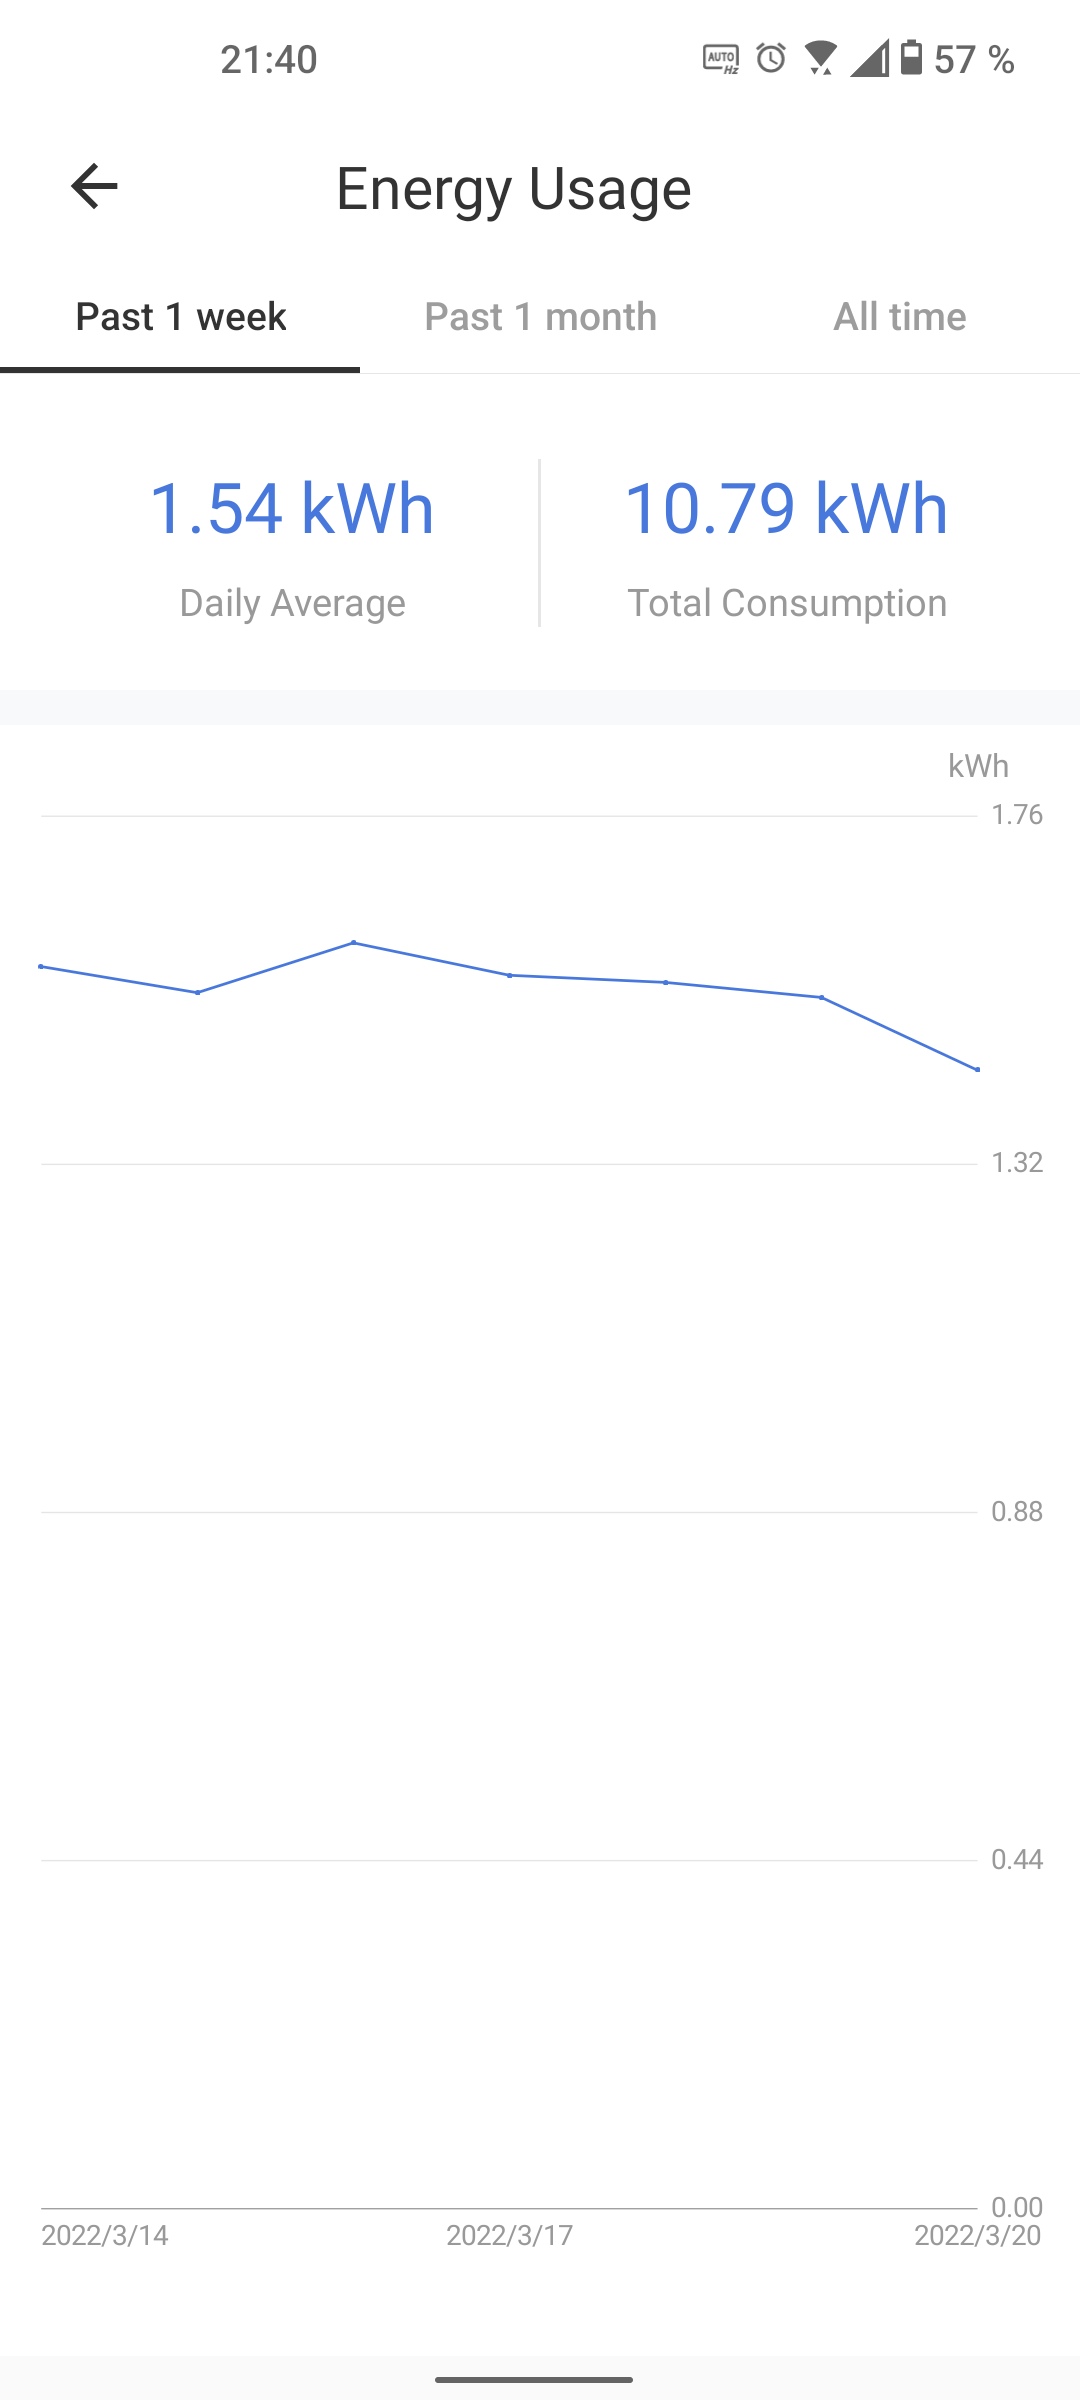 21:40 AUTO Hz 57 %
Energy Usage
Past 1 week Past 1 month All time
1.54 kWh 10.79 kWh
Daily Average Total Consumption
kWh
1.76
1.32
0.88
0.44
0.00
2022/3/14 2022/3/17 2022/3/20